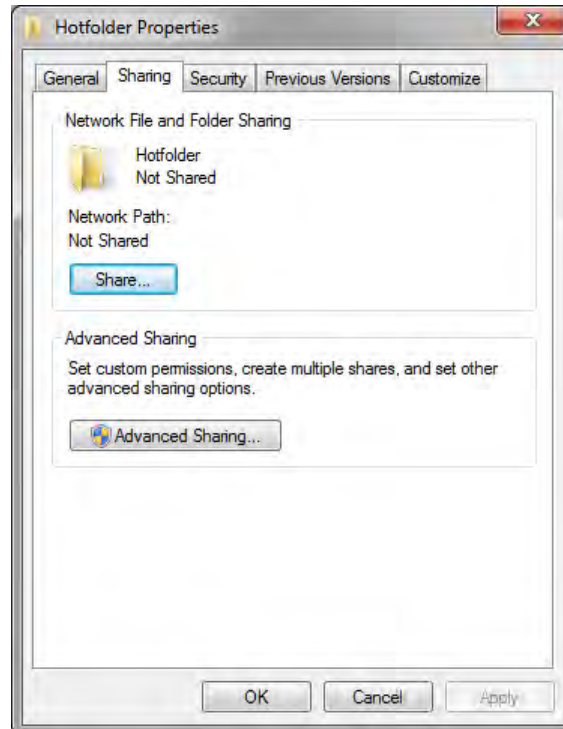 Hotfolder Properties
General Sharing Security Previous Versions Customize
Network File and Folder Sharing
Hotfolder
Not Shared
Network Path:
Not Shared
Share...
Advanced Sharing
Set custom permissions, create multiple shares, and set other
advanced sharing options.
Advanced Sharing...
OK Cancel Apply